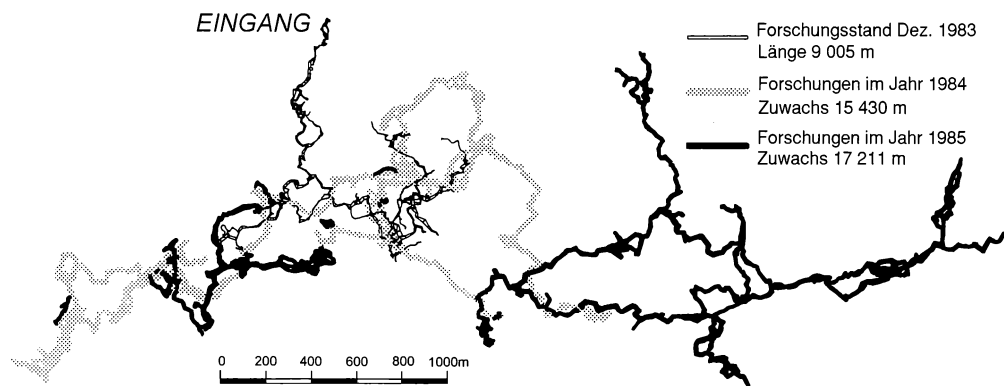 EINGANG
Forschungsstand Dez. 1983
Länge 9 005 m
Forschungen im Jahr 1984
Zuwachs 15 430 m
Forschungen im Jahr 1985
Zuwachs 17 211 m
0 200 400 600 800 1000m